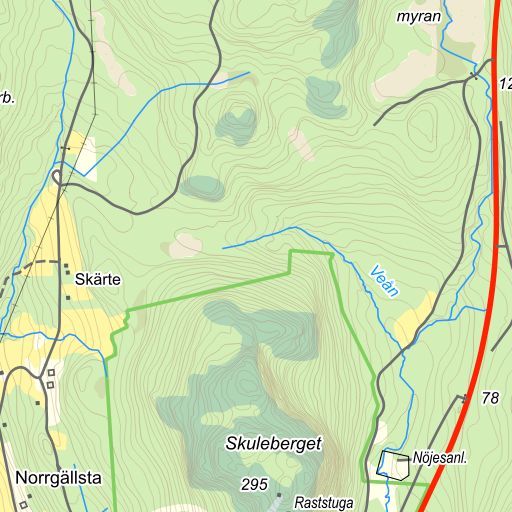 myran
12
rb.
Skärte
Veån
78
Skuleberget
Nöjesanl.
Norrgällsta
295
Raststuga